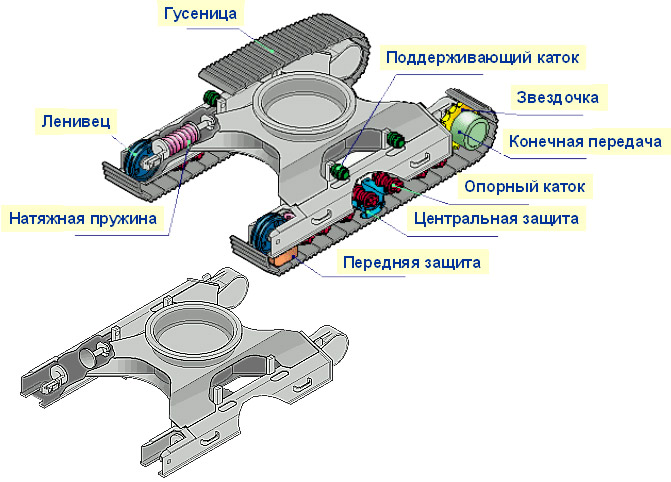 Гусеница
Поддерживающий каток
Звездочка
Ленивец
Конечная передача
Опорный каток
Натяжная пружина
Центральная защита
Передняя защита